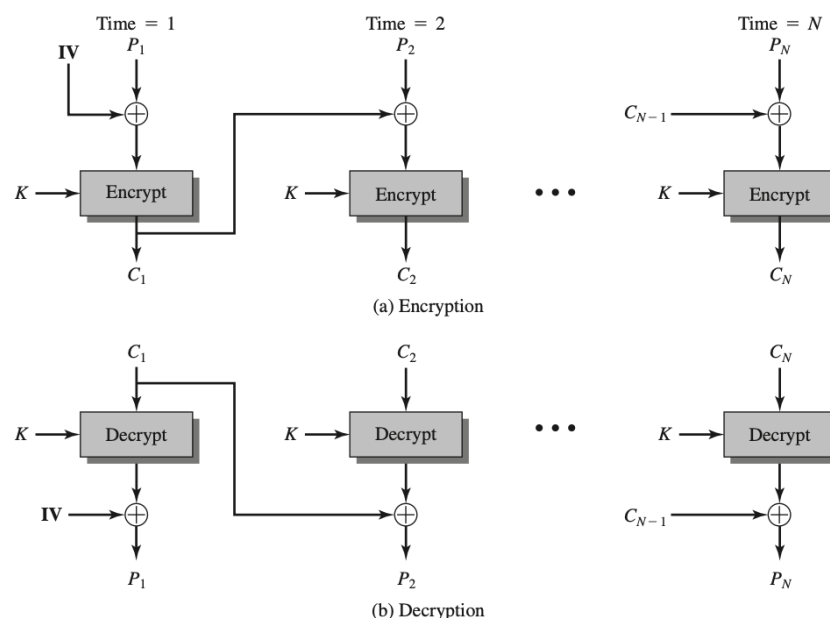 Time = 1 Time = 2 Time = N
IV P1 P2 PN
CN−1
K Encrypt K Encrypt K Encrypt
C1 C2 CN
(a) Encryption
C1 C2 CN
K Decrypt K Decrypt K Decrypt
IV CN−1
P1 P2 PN
(b) Decryption